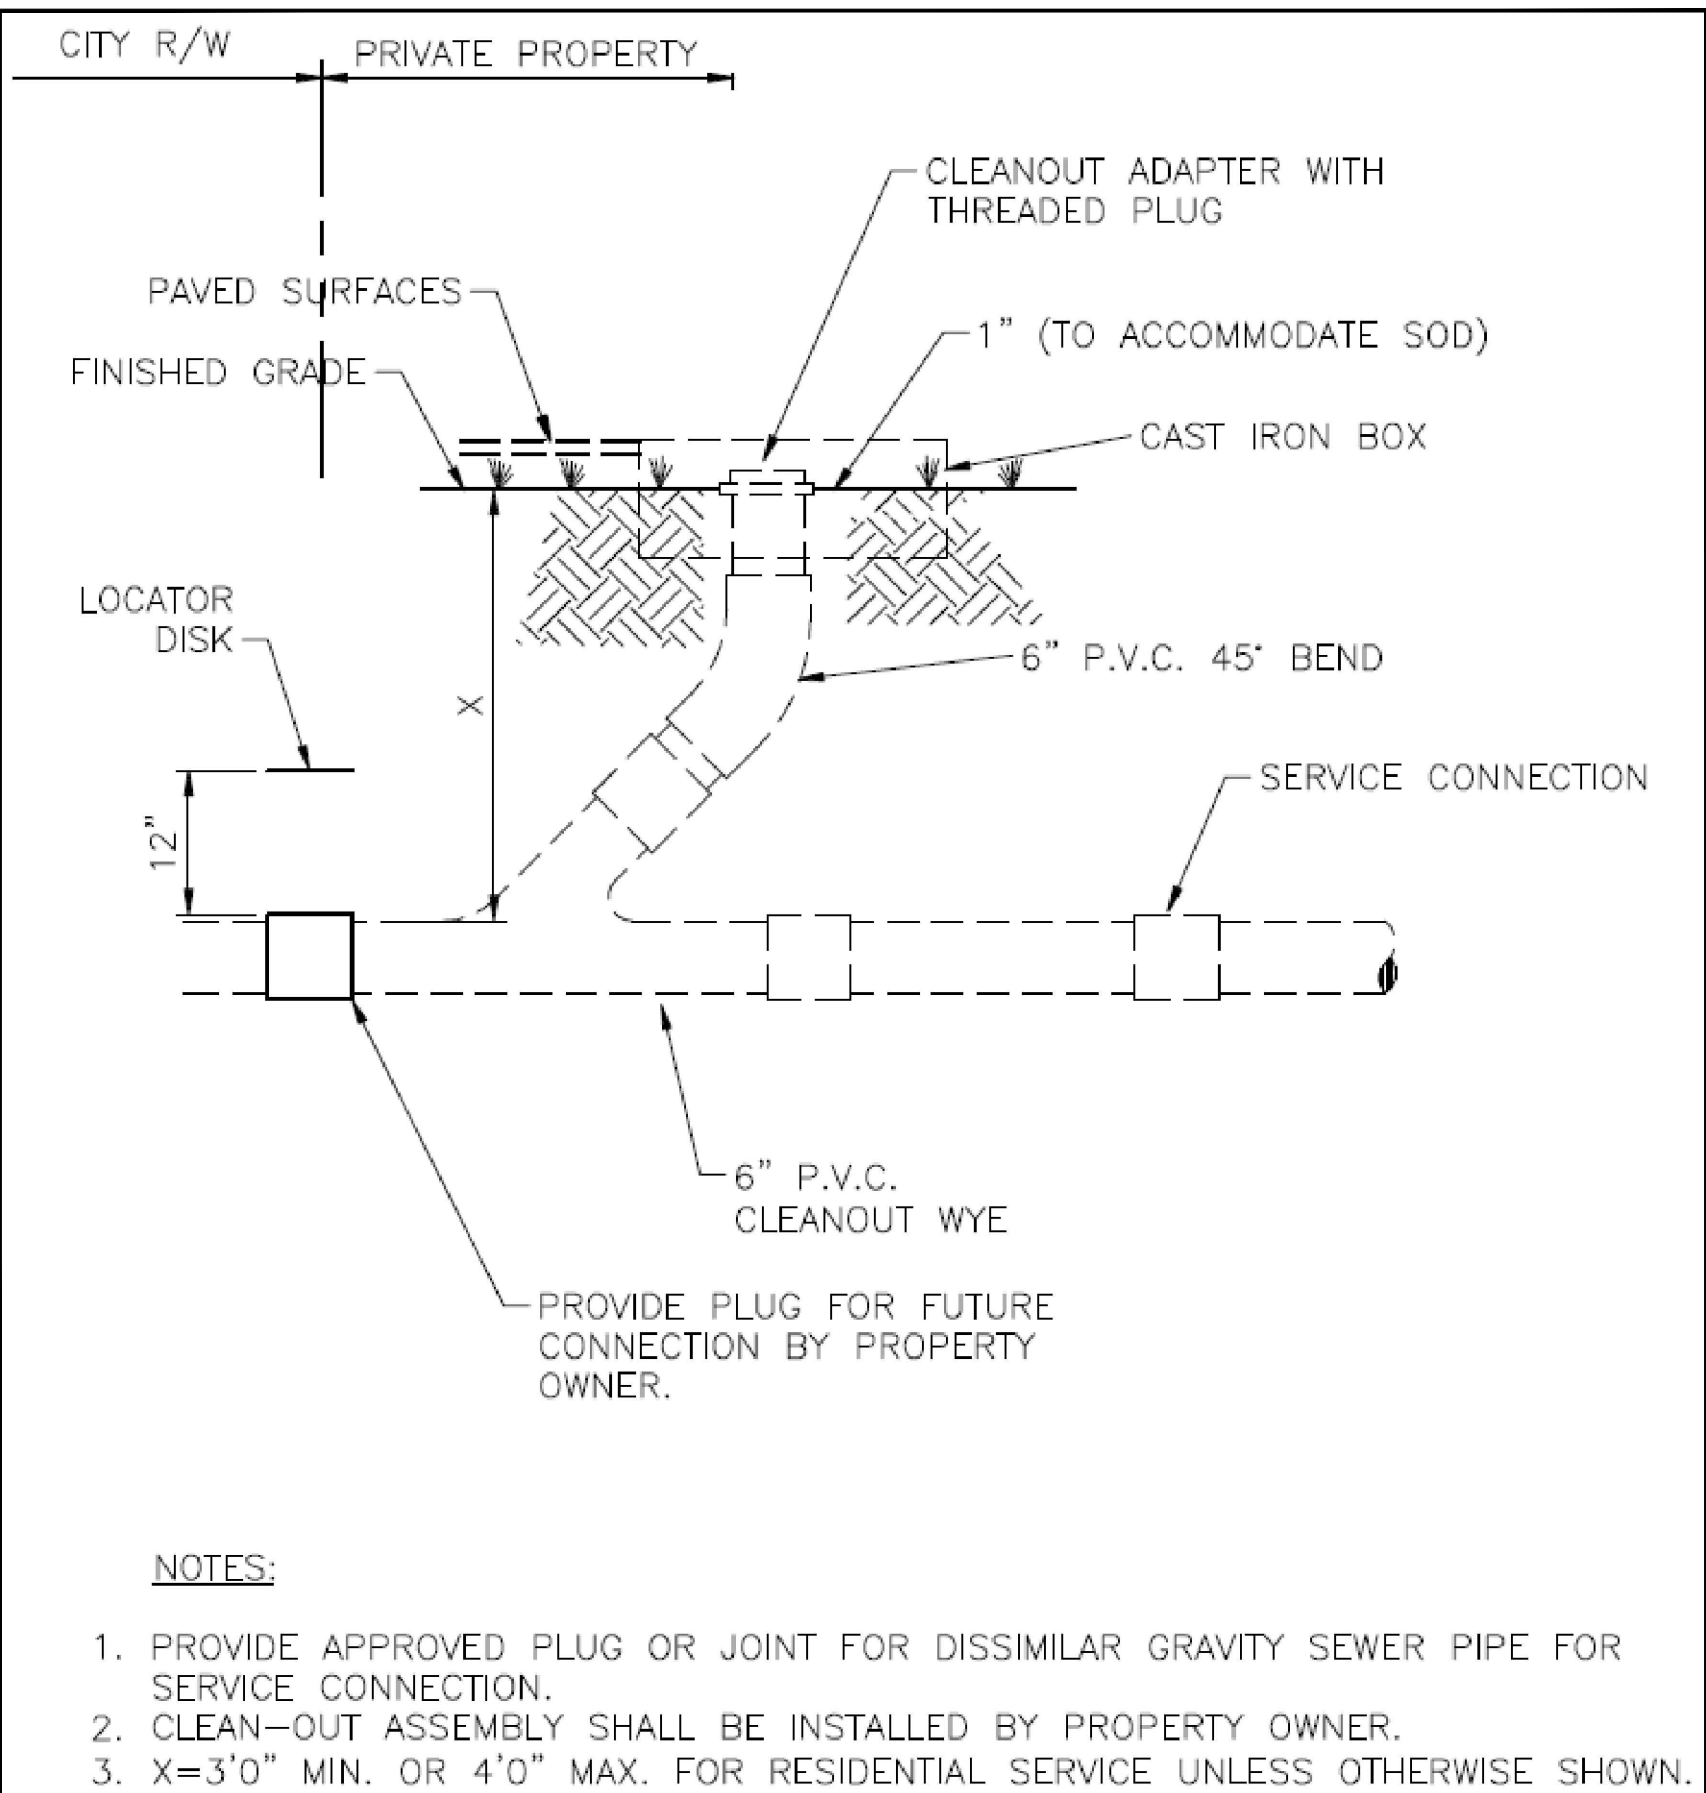 CITY R/W
PRIVATE PROPERTY
CLEANOUT ADAPTER WITH
THREADED PLUG
PAVED SURFACES
1" (TO ACCOMMODATE SOD)
FINISHED GRADE
CAST IRON BOX
LOCATOR
DISK
6" P.V.C. 45° BEND
X
SERVICE CONNECTION
12"
6" P.V.C.
CLEANOUT WYE
PROVIDE PLUG FOR FUTURE
CONNECTION BY PROPERTY
OWNER.
NOTES:
1. PROVIDE APPROVED PLUG OR JOINT FOR DISSIMILAR GRAVITY SEWER PIPE FOR
SERVICE CONNECTION.
2. CLEAN-OUT ASSEMBLY SHALL BE INSTALLED BY PROPERTY OWNER.
3. X=3'0" MIN. OR 4'0" MAX. FOR RESIDENTIAL SERVICE UNLESS OTHERWISE SHOWN.